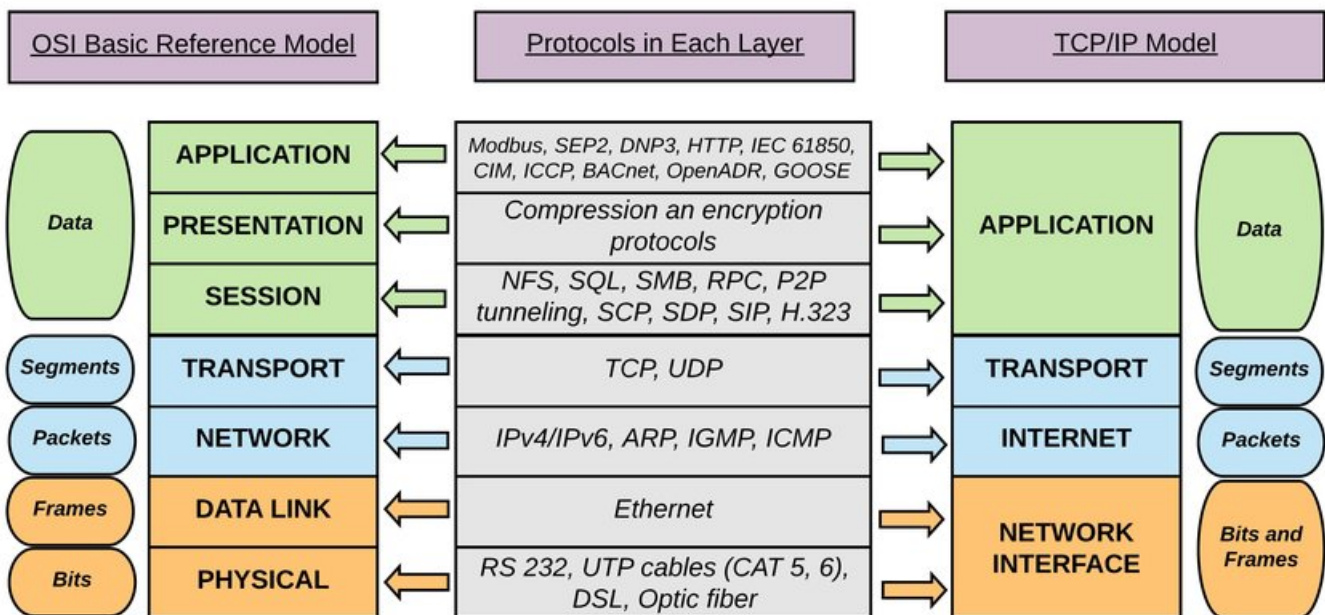 OSI Basic Reference Model
Protocols in Each Layer
TCP/IP Model
Data
APPLICATION
Modbus, SEP2, DNP3, HTTP, IEC 61850,
CIM, ICCP, BACnet, OpenADR, GOOSE
APPLICATION
Data
PRESENTATION
Compression an encryption
protocols
SESSION
NFS, SQL, SMB, RPC, P2P
tunneling, SCP, SDP, SIP, H.323
Segments
TRANSPORT
TCP, UDP
TRANSPORT
Segments
Packets
NETWORK
IPv4/IPv6, ARP, IGMP, ICMP
INTERNET
Packets
Frames
DATA LINK
Ethernet
NETWORK
INTERFACE
Bits and
Frames
Bits
PHYSICAL
RS 232, UTP cables (CAT 5, 6),
DSL, Optic fiber